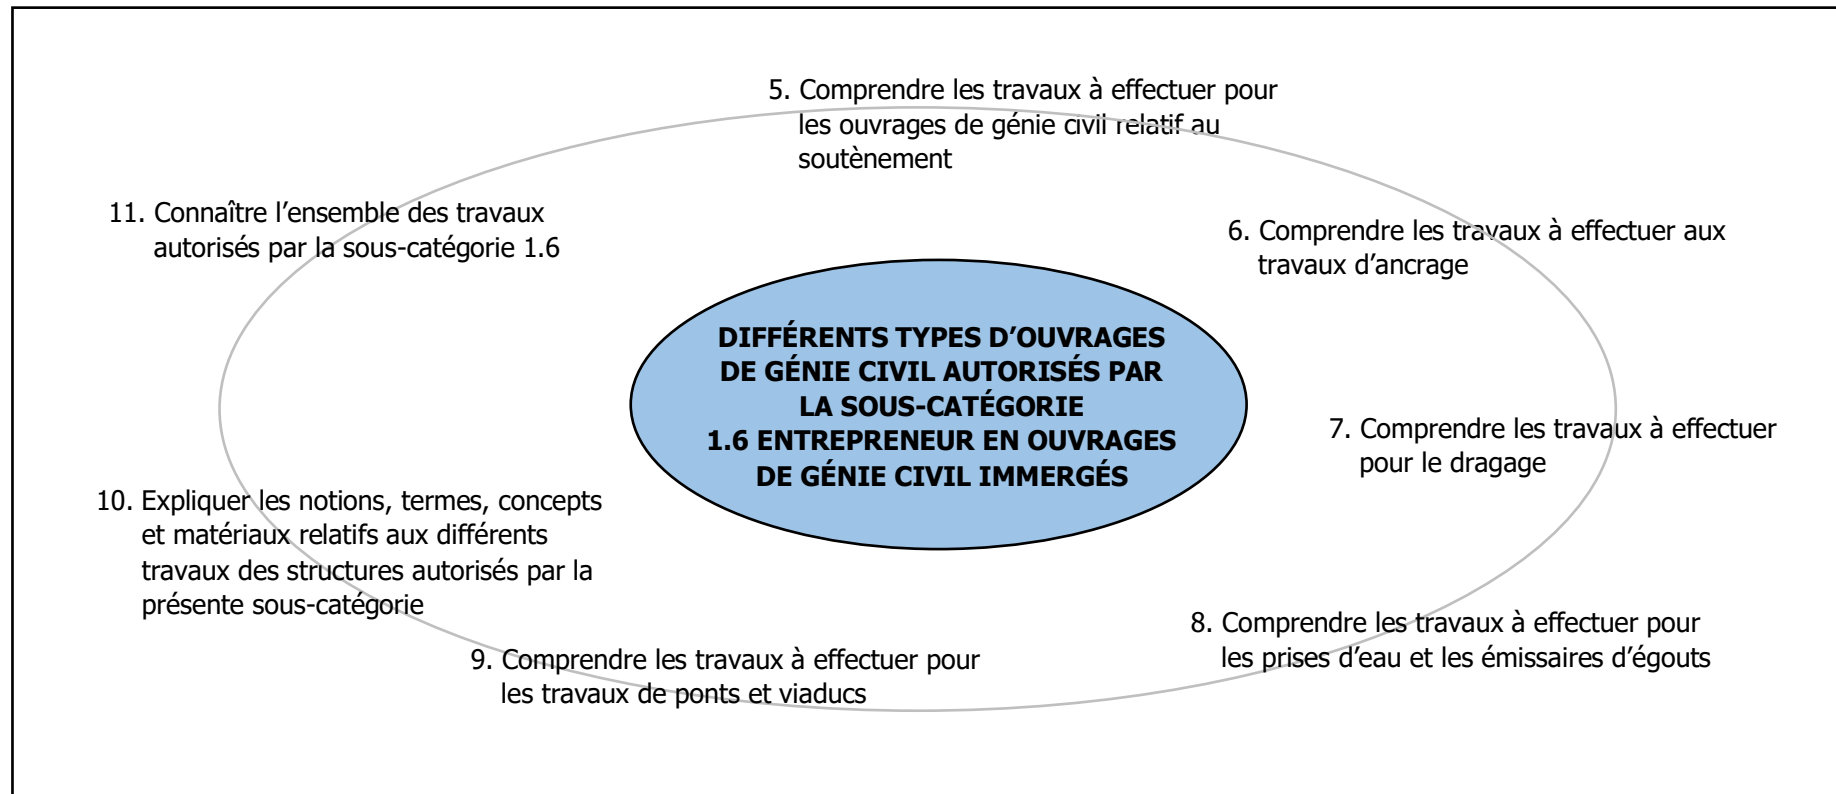 5. Comprendre les travaux à effectuer pour
les ouvrages de génie civil relatif au
soutènement
11. Connaître l’ensemble des travaux
autorisés par la sous-catégorie 1.6
6. Comprendre les travaux à effectuer aux
travaux d’ancrage
DIFFÉRENTS TYPES D’OUVRAGES
DE GÉNIE CIVIL AUTORISÉS PAR
LA SOUS-CATÉGORIE
1.6 ENTREPRENEUR EN OUVRAGES
DE GÉNIE CIVIL IMMERGÉS
7. Comprendre les travaux à effectuer
pour le dragage
10. Expliquer les notions, termes, concepts
et matériaux relatifs aux différents
travaux des structures autorisés par la
présente sous-catégorie
8. Comprendre les travaux à effectuer pour
les prises d’eau et les émissaires d’égouts
9. Comprendre les travaux à effectuer pour
les travaux de ponts et viaducs